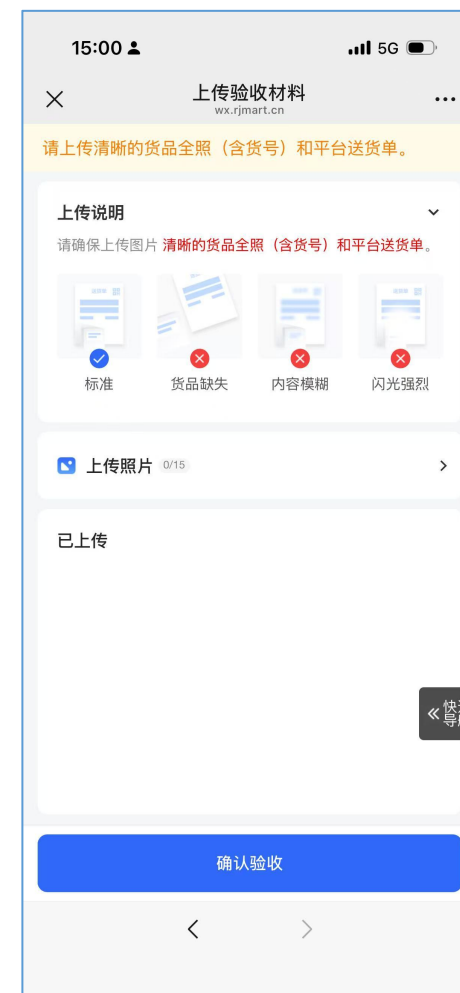 15:00
5G
上传验收材料
wx.rjmart.cn
请上传清晰的货品全照（含货号）和平台送货单。
上传说明
请确保上传图片 清晰的货品全照（含货号）和平台送货单。
标准 货品缺失 内容模糊 闪光强烈
上传照片 0/15
已上传
导航
确认验收